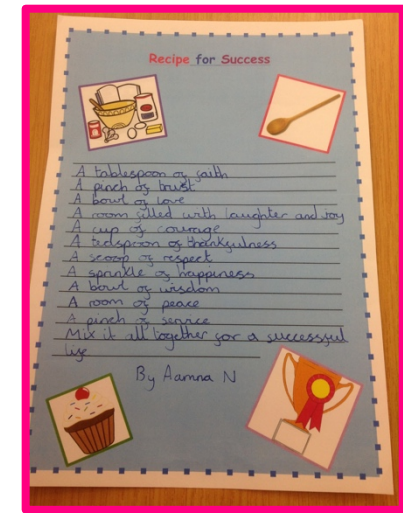 Recipe for Success
A tablespoon of faith
A pinch of trust
A bowl of love
A room filled with laughter and joy
A cup of courage
A teaspoon of thankfulness
A scoop of respect
A sprinkle of happiness
A bowl of wisdom
A room of peace
A pinch of service
Mix it all together for a successful
life
By Aamna N